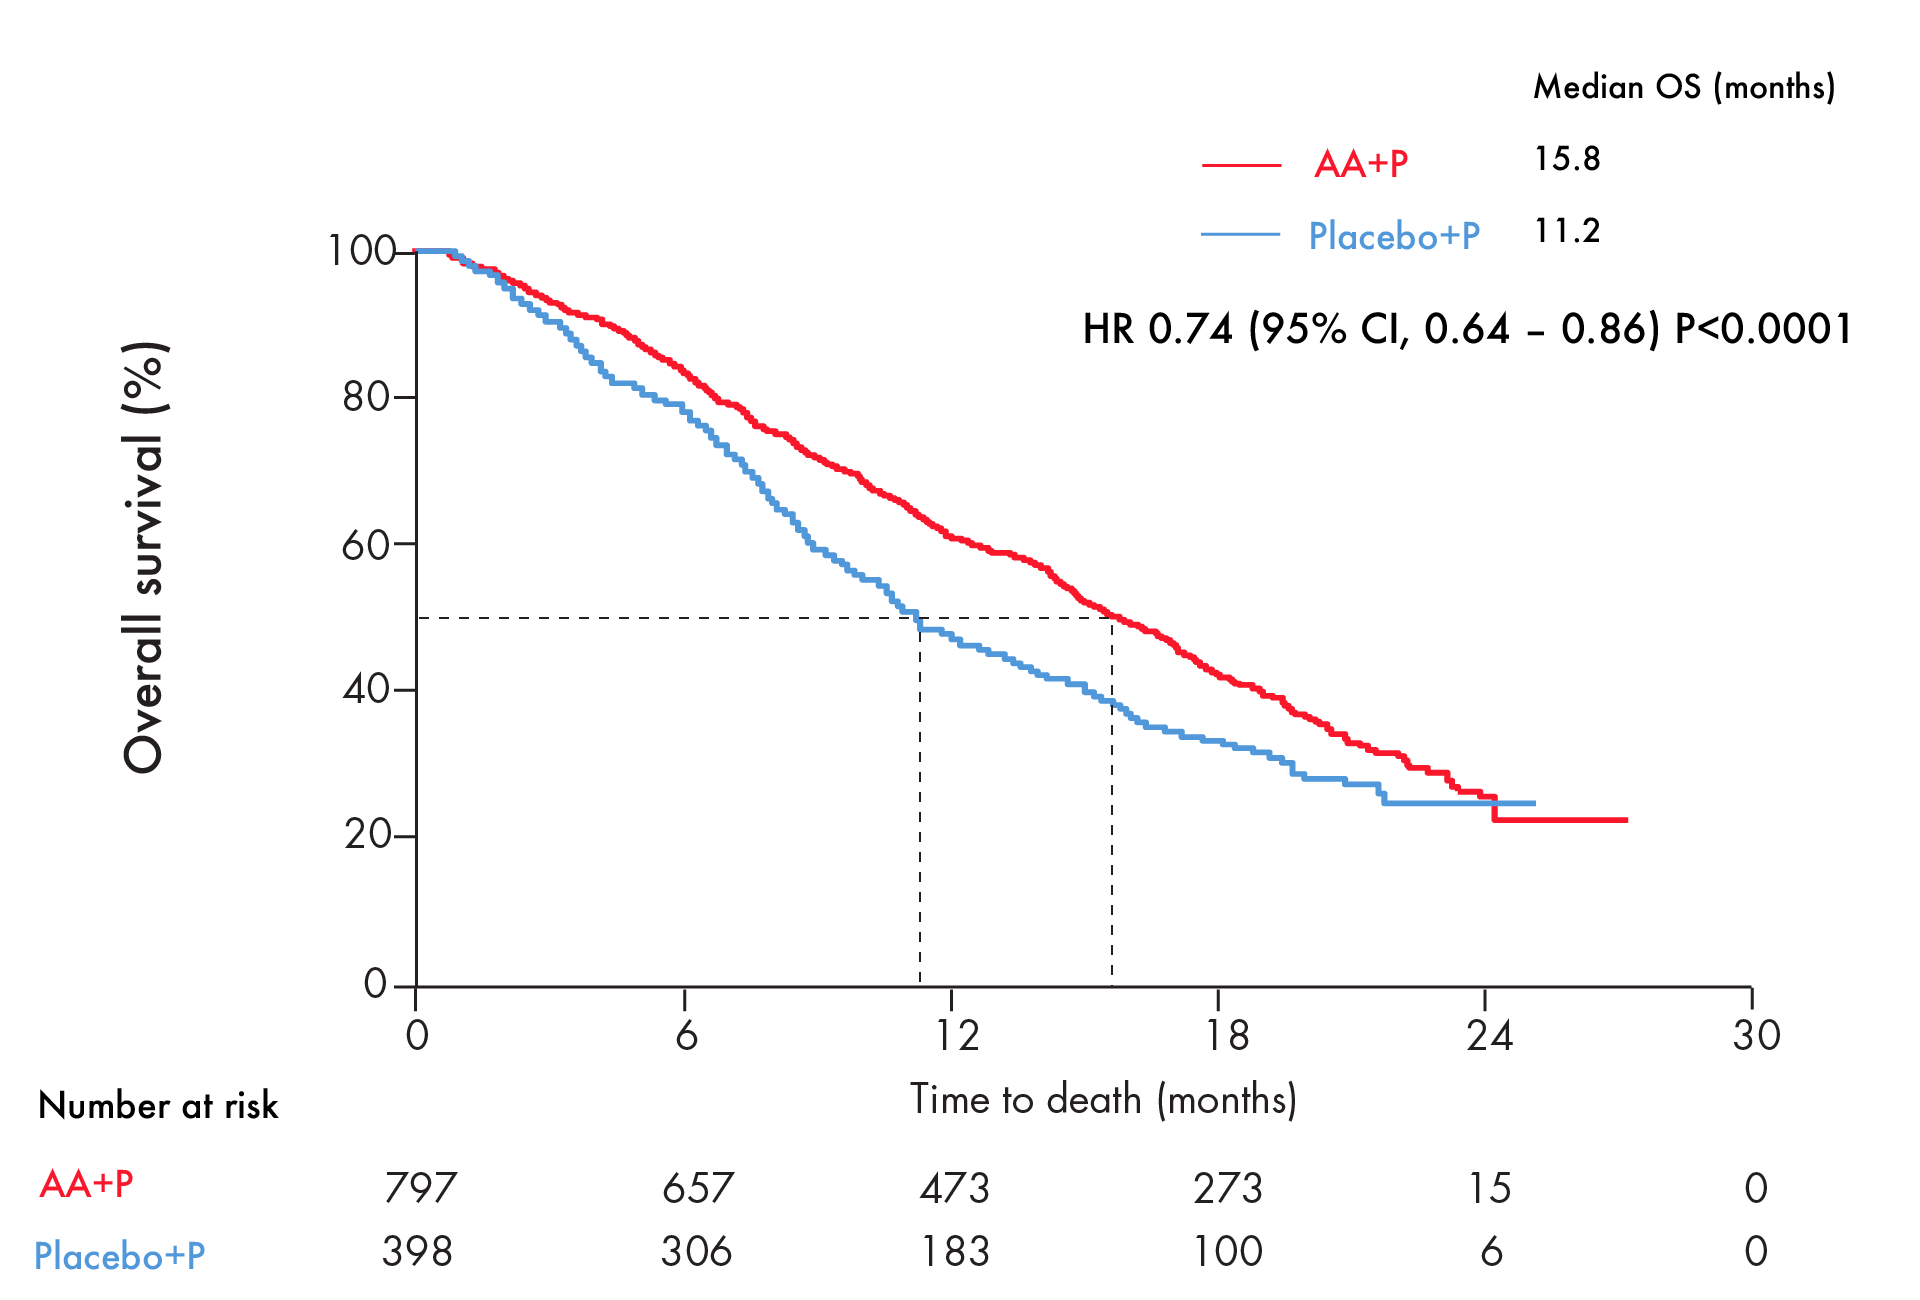 Median OS (months)
AA+P 15.8
Placebo+P 11.2
HR 0.74 (95% CI, 0.64 – 0.86) P<0.0001
Overall survival (%)
100
80
60
40
20
0
0 6 12 18 24 30
Time to death (months)
Number at risk
AA+P 797 657 473 273 15 0
Placebo+P 398 306 183 100 6 0